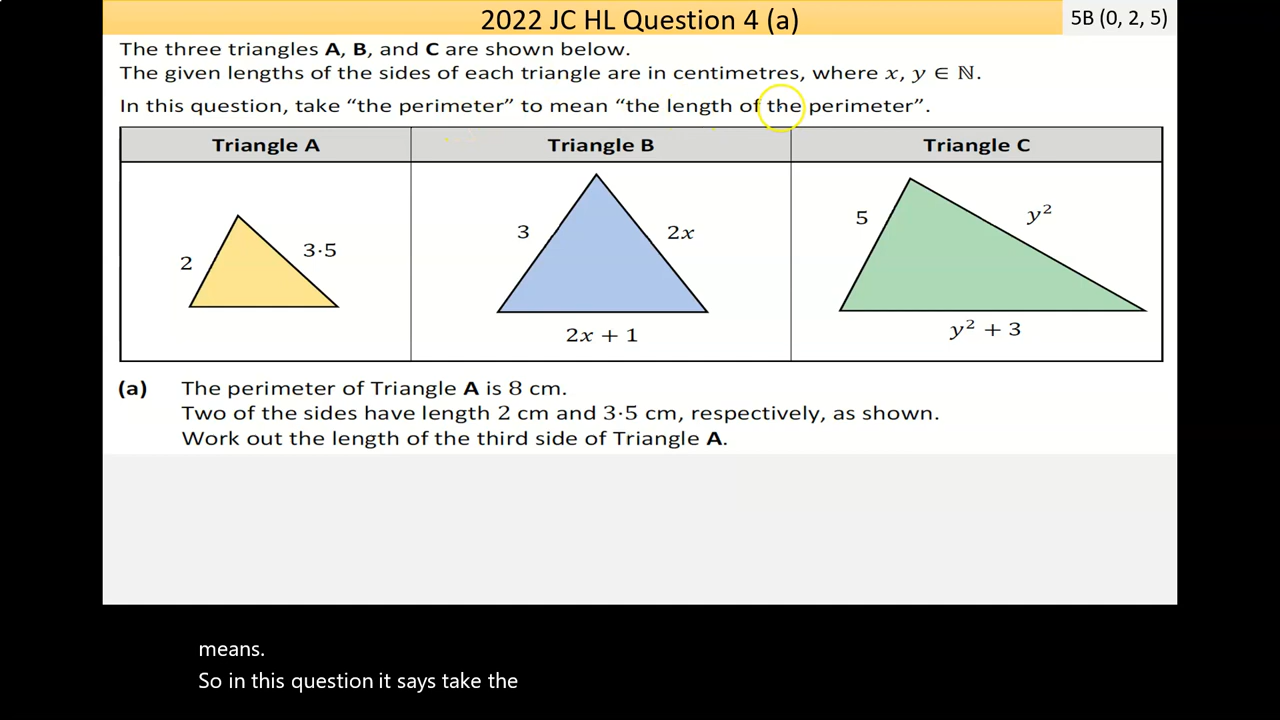 2022 JC HL Question 4 (a)
5B (0, 2, 5)
The three triangles A, B, and C are shown below.
The given lengths of the sides of each triangle are in centimetres, where x, y ∈ ℕ.
In this question, take “the perimeter” to mean “the length of the perimeter”.
Triangle A
Triangle B
Triangle C
2
3·5
3
2x
2x + 1
5
y²
y² + 3
(a) The perimeter of Triangle A is 8 cm.
Two of the sides have length 2 cm and 3·5 cm, respectively, as shown.
Work out the length of the third side of Triangle A.
means.
So in this question it says take the